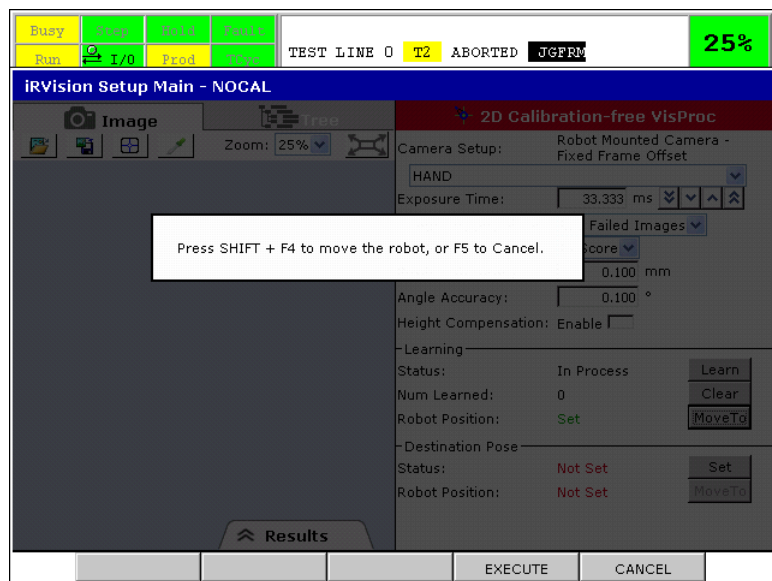 Busy Step Hold Fault
Run I/O Prod TCyc
TEST LINE 0 T2 ABORTED JGFRM
25%
iRVision Setup Main - NOCAL
Image Tree
Zoom: 25%
2D Calibration-free VisProc
Camera Setup: Robot Mounted Camera -
Fixed Frame Offset
HAND
Exposure Time: 33.333 ms
Failed Images
Score
0.100 mm
Press SHIFT + F4 to move the robot, or F5 to Cancel.
Angle Accuracy: 0.100 °
Height Compensation: Enable
Learning
Status: In Process Learn
Num Learned: 0 Clear
Robot Position: Set MoveTo
Destination Pose
Status: Not Set Set
Robot Position: Not Set MoveTo
Results
EXECUTE CANCEL